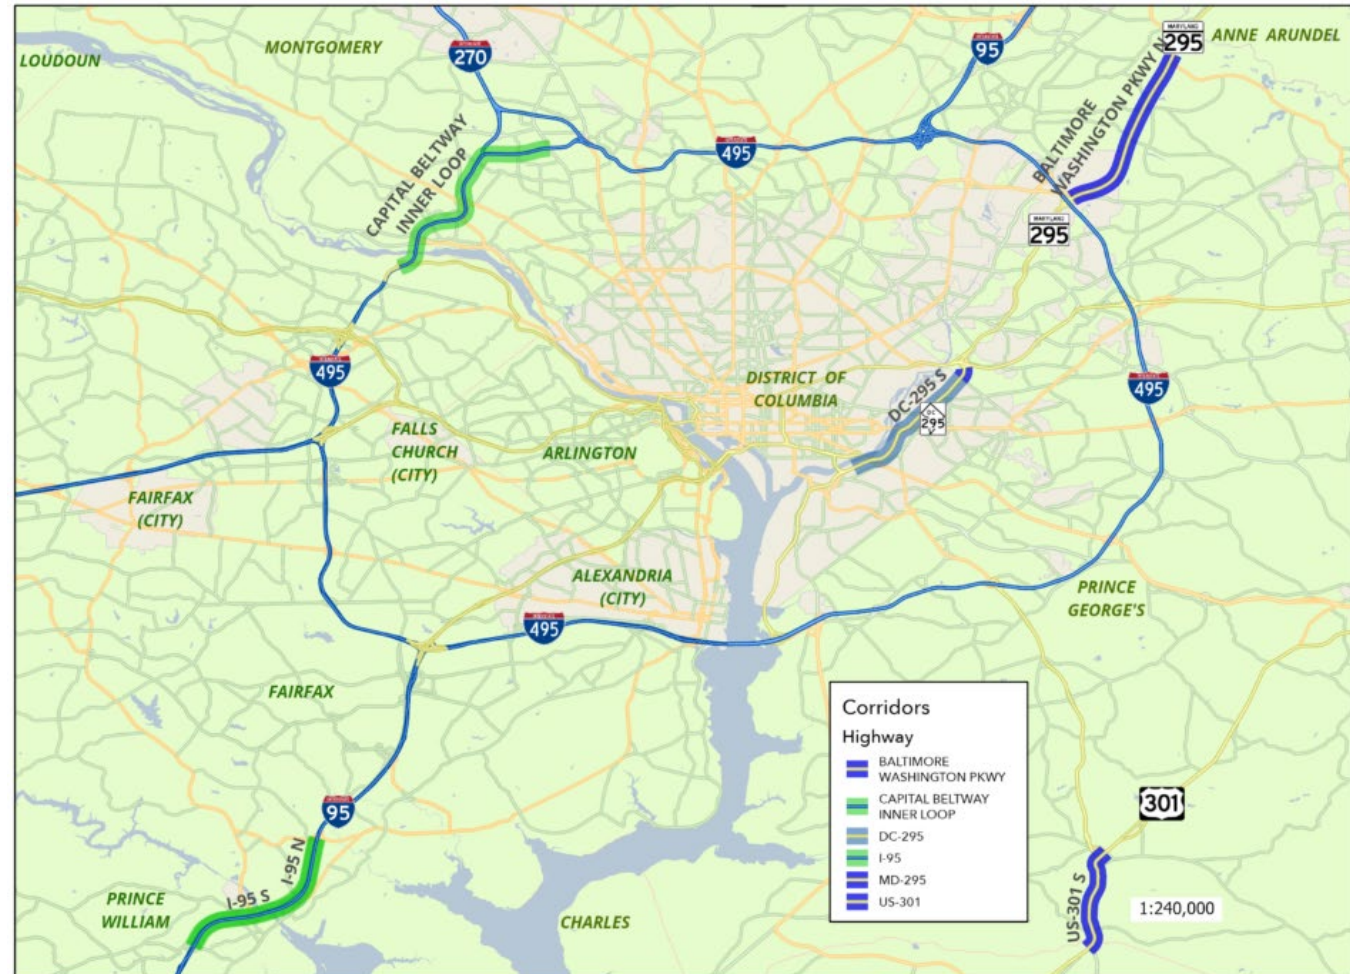 LOUDOUN
MONTGOMERY
270
95
MARYLAND
295
ANNE ARUNDEL
CAPITAL BELTWAY
INNER LOOP
495
BALTIMORE
WASHINGTON PKWY N
MARYLAND
295
495
FALLS
CHURCH
(CITY)
ARLINGTON
DISTRICT OF
COLUMBIA
DC-295 S
DC
295
495
FAIRFAX
(CITY)
ALEXANDRIA
(CITY)
495
PRINCE
GEORGE'S
FAIRFAX
95
I-95 N
I-95 S
PRINCE
WILLIAM
CHARLES
Corridors
Highway
BALTIMORE
WASHINGTON PKWY
CAPITAL BELTWAY
INNER LOOP
DC-295
I-95
MD-295
US-301
301
US-301 S
1:240,000